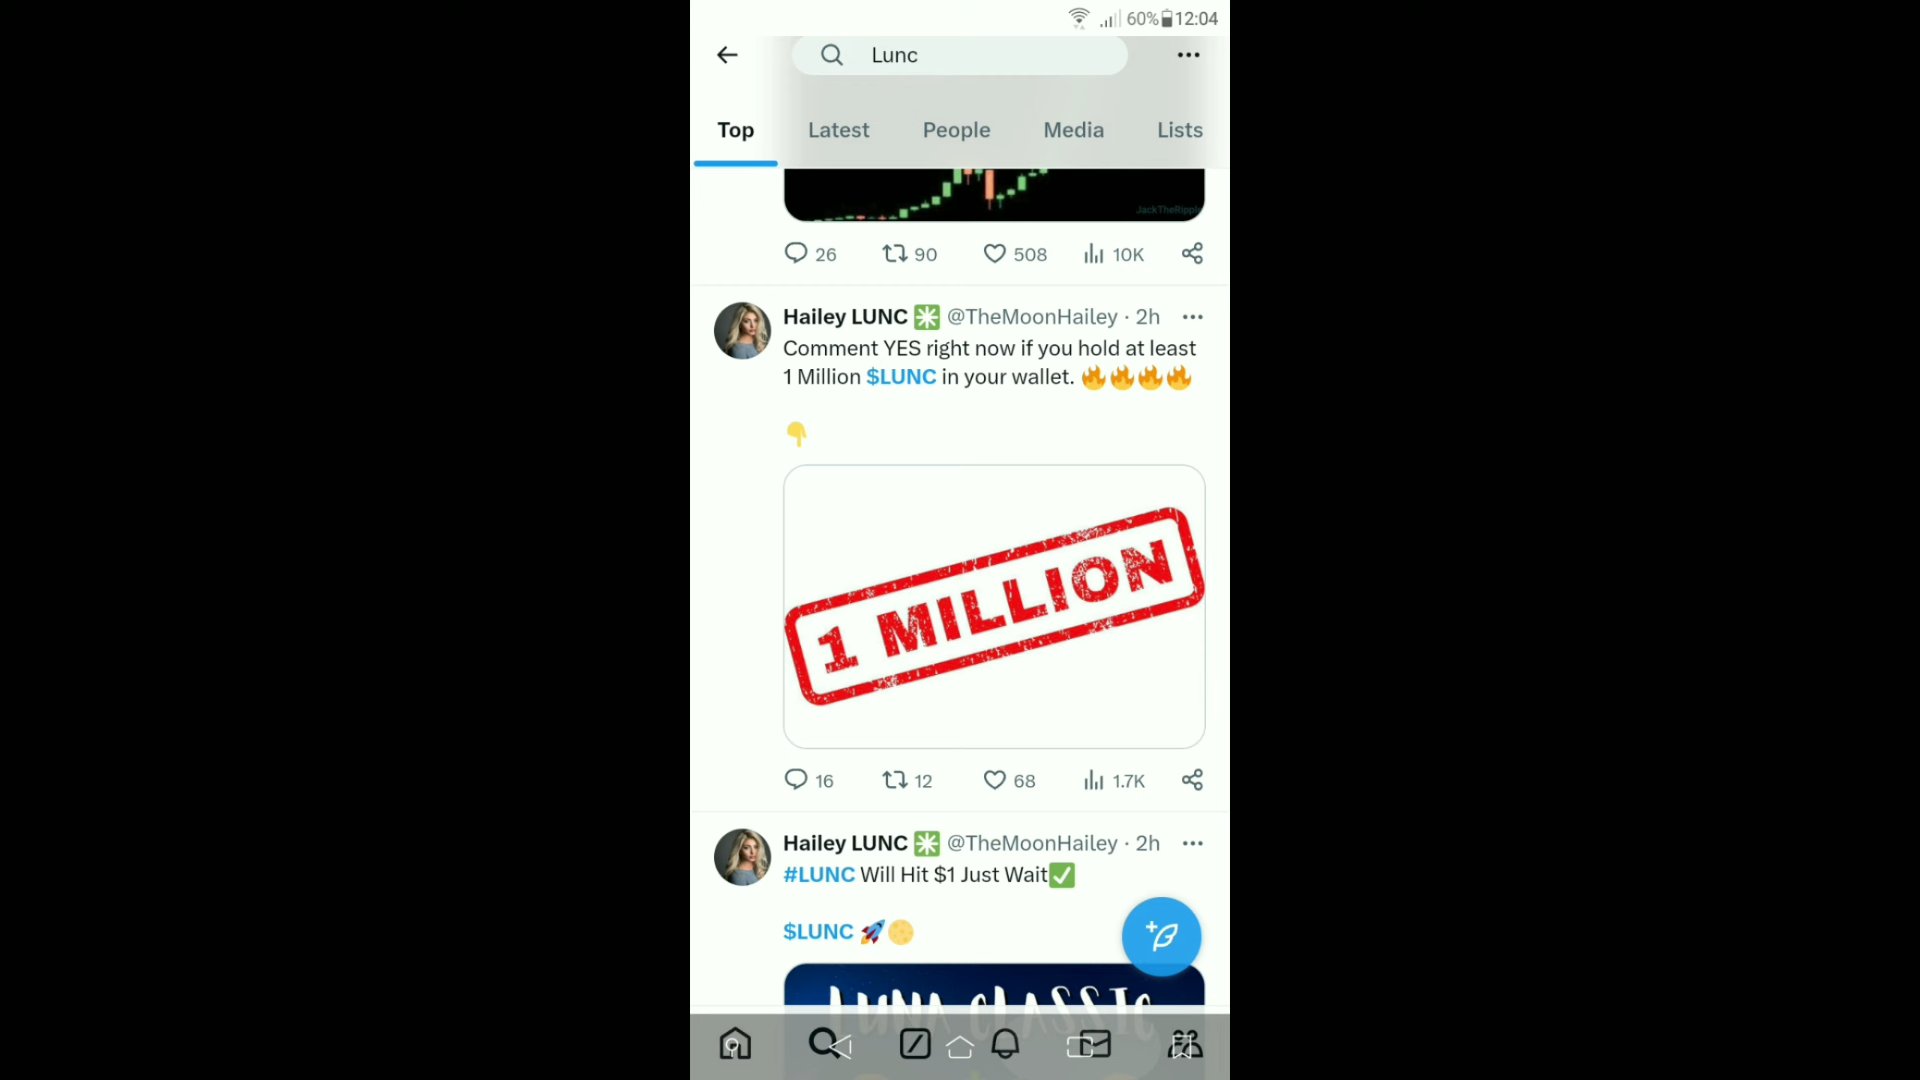 60% 12:04
Lunc
Top Latest People Media Lists
26 90 508 10K
Hailey LUNC @TheMoonHailey · 2h
Comment YES right now if you hold at least
1 Million $LUNC in your wallet. 🔥🔥🔥🔥
👇
1 MILLION
16 12 68 1.7K
Hailey LUNC @TheMoonHailey · 2h
#LUNC Will Hit $1 Just Wait✅
$LUNC 🚀🌕
LUNA CLASSIC